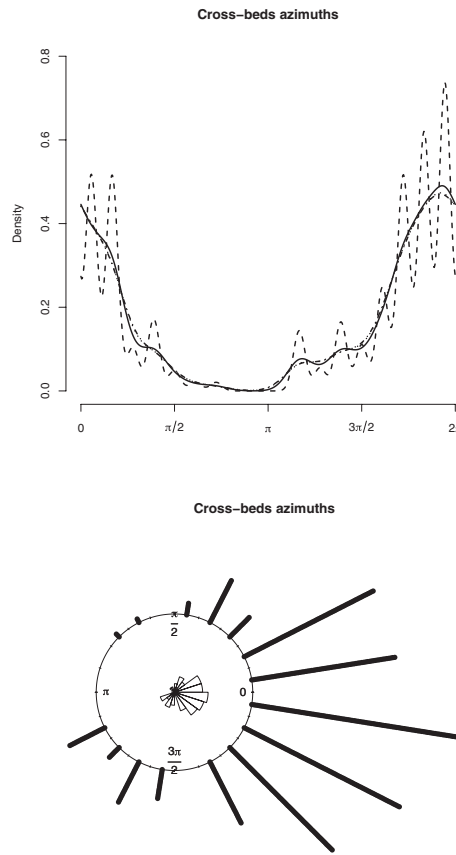 Cross−beds azimuths
0.8
0.6
0.4
0.2
0.0
Density
0 π/2 π 3π/2 2
Cross−beds azimuths
π
2
π 0
3π
2